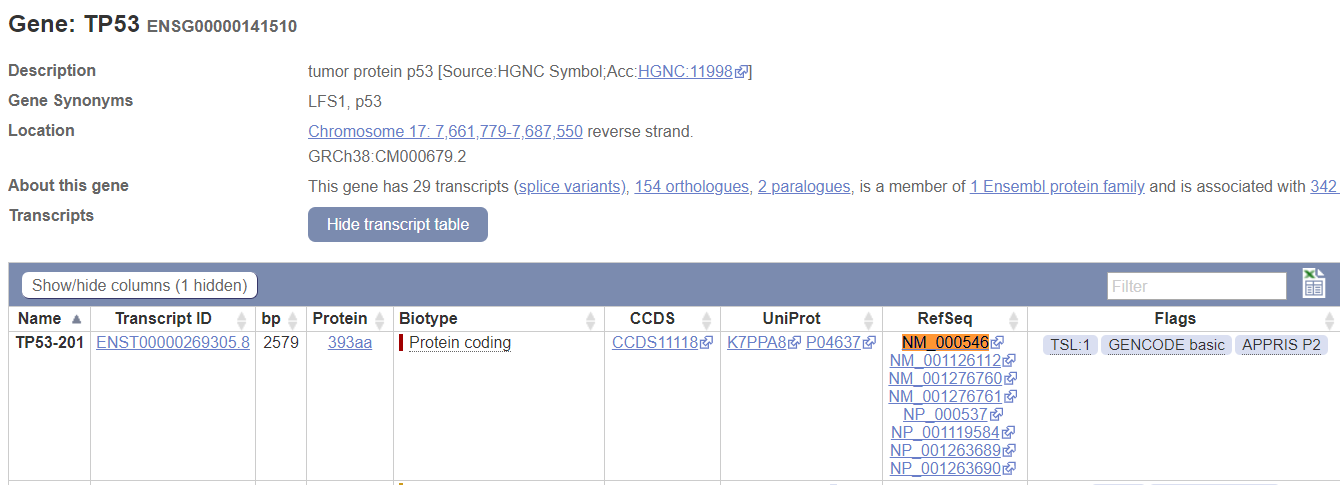 Gene: TP53 ENSG00000141510
Description tumor protein p53 [Source:HGNC Symbol;Acc:HGNC:11998]
Gene Synonyms LFS1, p53
Location Chromosome 17: 7,661,779-7,687,550 reverse strand.
GRCh38:CM000679.2
About this gene This gene has 29 transcripts (splice variants), 154 orthologues, 2 paralogues, is a member of 1 Ensembl protein family and is associated with 342
Transcripts Hide transcript table
Show/hide columns (1 hidden) Filter
Name Transcript ID bp Protein Biotype CCDS UniProt RefSeq Flags
TP53-201 ENST00000269305.8 2579 393aa Protein coding CCDS11118 K7PPA8 P04637 NM_000546 TSL:1 GENCODE basic APPRIS P2
NM_001126112
NM_001276760
NM_001276761
NP_000537
NP_001119584
NP_001263689
NP_001263690